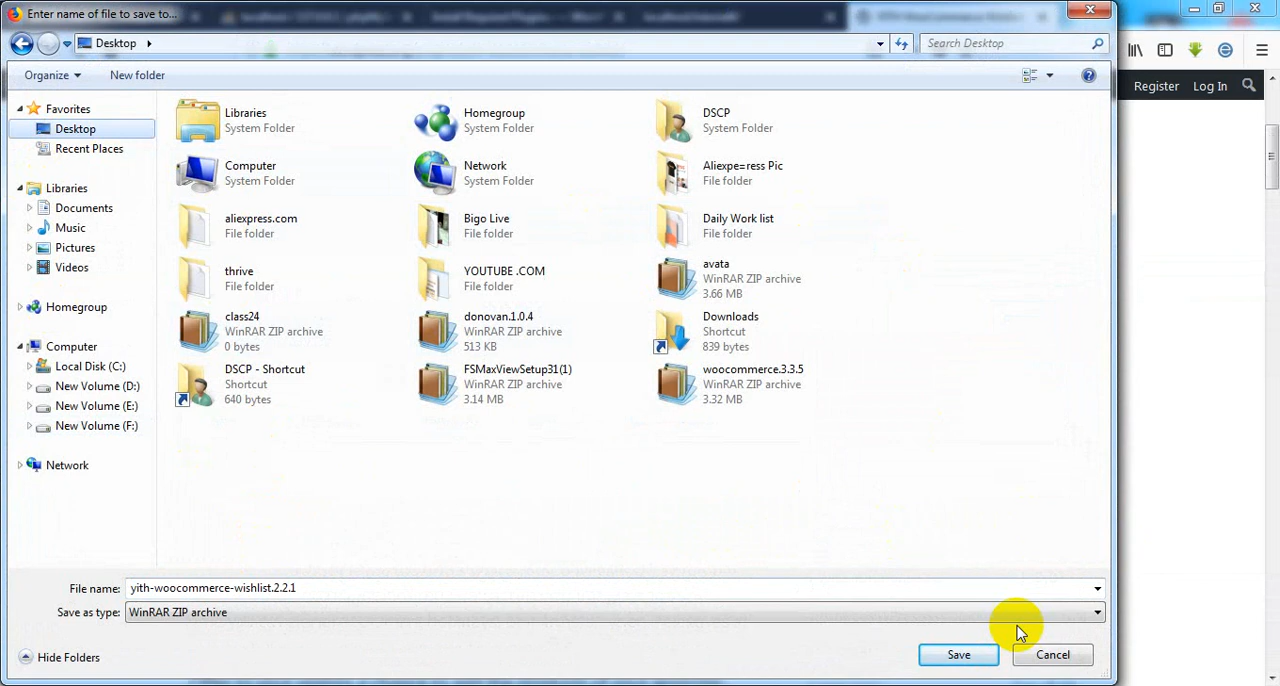 Enter name of file to save to...
Desktop
Search Desktop
Organize
New folder
Register
Log In
Favorites
Desktop
Recent Places
Libraries
Documents
Music
Pictures
Videos
Homegroup
Computer
Local Disk (C:)
New Volume (D:)
New Volume (E:)
New Volume (F:)
Network
Libraries
System Folder
Homegroup
System Folder
DSCP
System Folder
Computer
System Folder
Network
System Folder
Aliexpe=ress Pic
File folder
aliexpress.com
File folder
Bigo Live
File folder
Daily Work list
File folder
thrive
File folder
YOUTUBE .COM
File folder
avata
WinRAR ZIP archive
3.66 MB
class24
WinRAR ZIP archive
0 bytes
donovan.1.0.4
WinRAR ZIP archive
513 KB
Downloads
Shortcut
839 bytes
DSCP - Shortcut
Shortcut
640 bytes
FSMaxViewSetup31(1)
WinRAR ZIP archive
3.14 MB
woocommerce.3.3.5
WinRAR ZIP archive
3.32 MB
File name: yith-woocommerce-wishlist.2.2.1
Save as type: WinRAR ZIP archive
Hide Folders
Save
Cancel